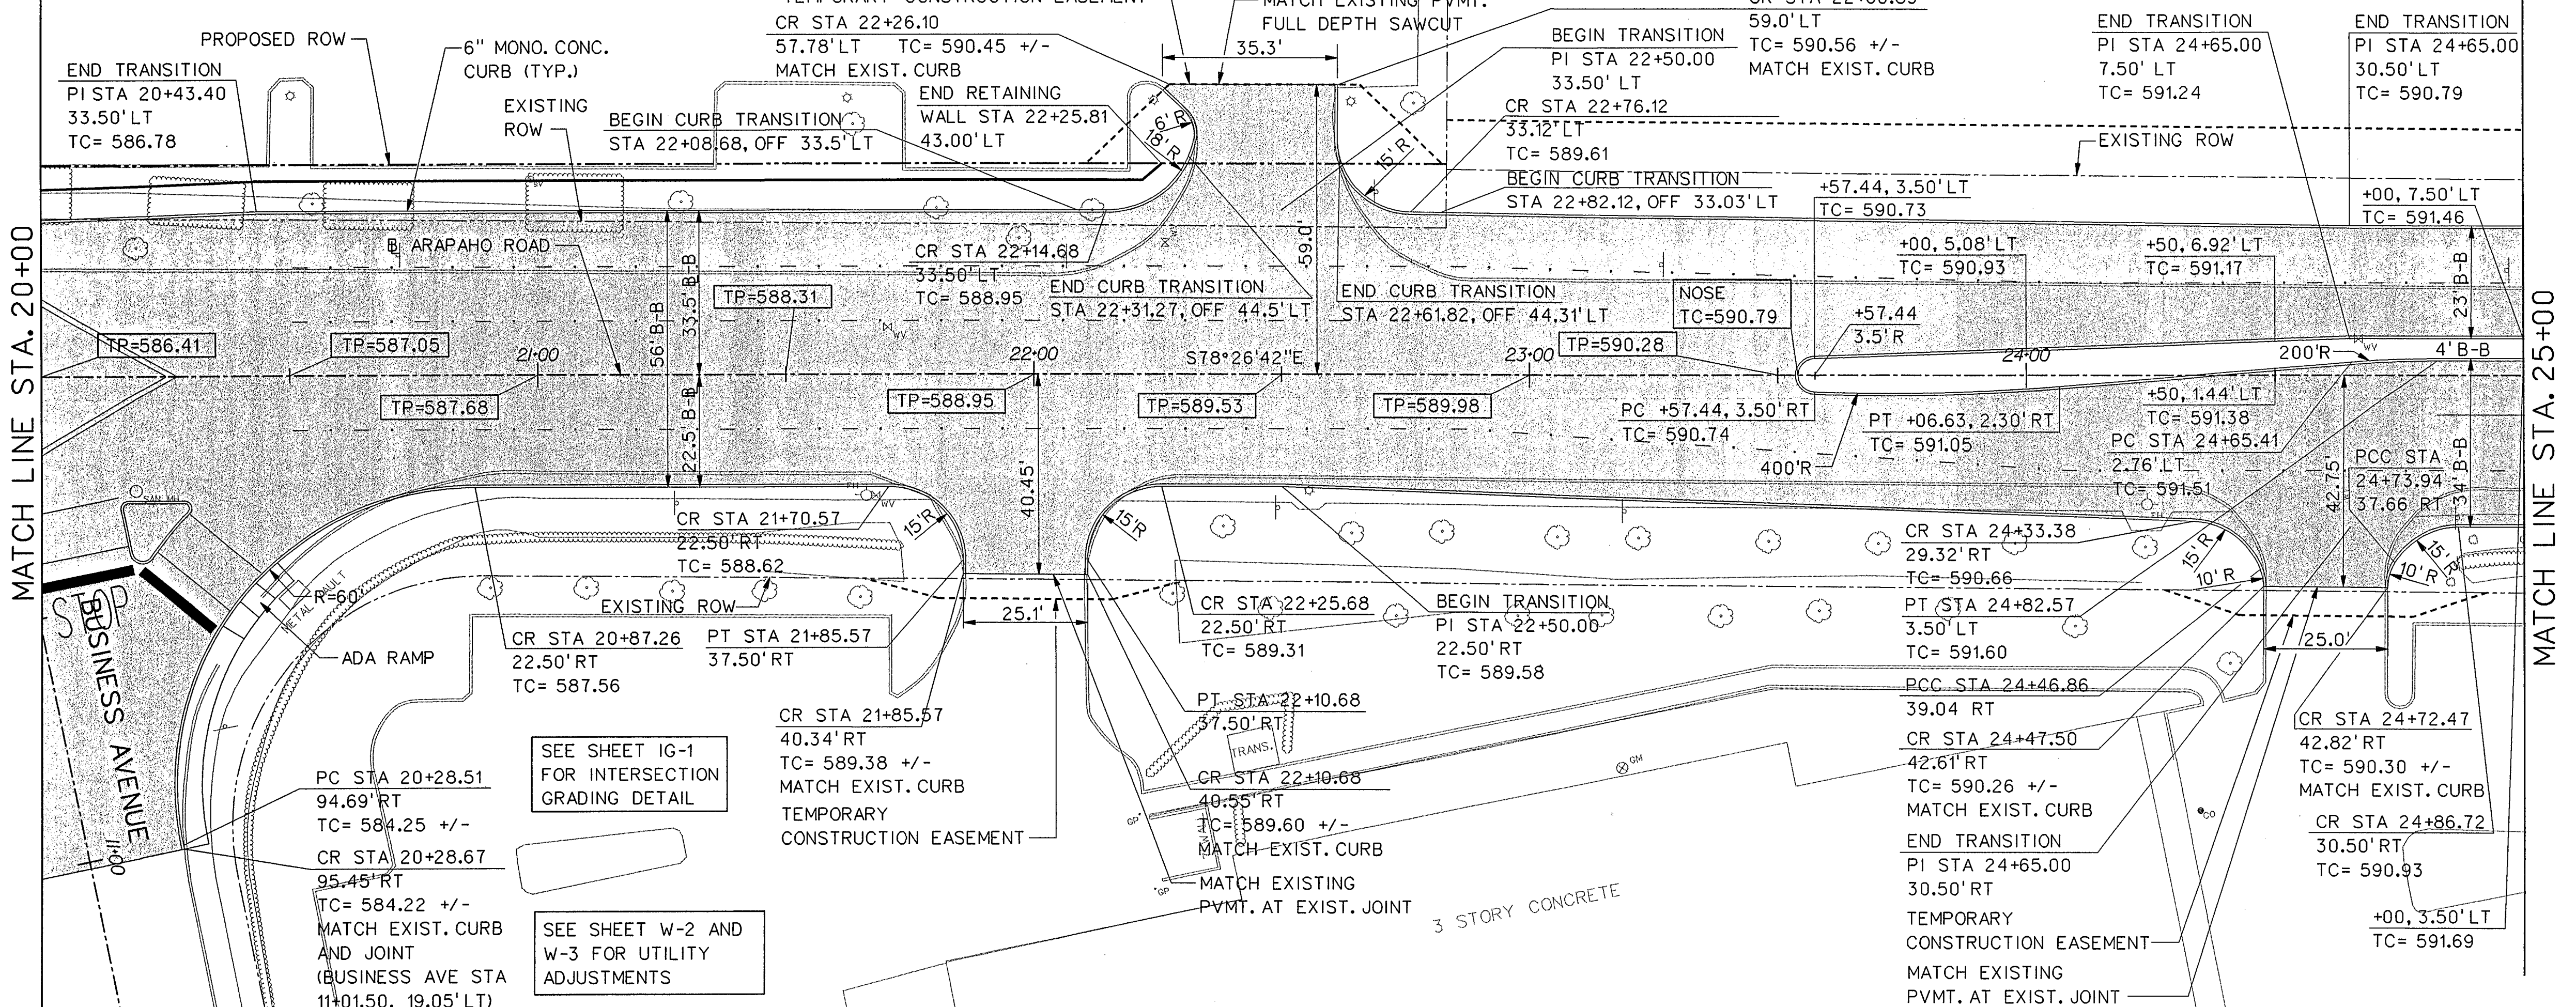 TEMPORARY CONSTRUCTION EASEMENT
CR STA 22+26.10
57.78' LT TC= 590.45 +/-
MATCH EXIST. CURB
MATCH EXISTING PVMT.
FULL DEPTH SAWCUT
35.3'
59.0' LT
TC= 590.56 +/-
MATCH EXIST. CURB
BEGIN TRANSITION
PI STA 22+50.00
33.50' LT
END TRANSITION
PI STA 24+65.00
7.50' LT
TC= 591.24
END TRANSITION
PI STA 24+65.00
30.50' LT
TC= 590.79
PROPOSED ROW
6" MONO. CONC.
CURB (TYP.)
END TRANSITION
PI STA 20+43.40
33.50' LT
TC= 586.78
EXISTING
ROW
BEGIN CURB TRANSITION
STA 22+08.68, OFF 33.5' LT
END RETAINING
WALL STA 22+25.81
43.00' LT
6' R
18' R
15' R
CR STA 22+76.12
33.12' LT
TC= 589.61
BEGIN CURB TRANSITION
STA 22+82.12, OFF 33.03' LT
EXISTING ROW
+57.44, 3.50' LT
TC= 590.73
+00, 7.50' LT
TC= 591.46
+00, 5.08' LT
TC= 590.93
+50, 6.92' LT
TC= 591.17
MATCH LINE STA. 20+00
ARAPAHO ROAD
CR STA 22+14.68
33.50' LT
TC= 588.95
END CURB TRANSITION
STA 22+31.27, OFF 44.5' LT
59.0'
END CURB TRANSITION
STA 22+61.82, OFF 44.31' LT
NOSE
TC=590.79
+57.44
3.5' R
23' B-B
TP=586.41
TP=587.05
21+00
TP=587.68
56' B-B
33.5' B-B
22.5' B-B
TP=588.31
WV
22+00
TP=588.95
S78°26'42"E
TP=589.53
23+00
TP=589.98
TP=590.28
24+00
200'R
WV
4' B-B
MATCH LINE STA. 25+00
PC +57.44, 3.50' RT
TC= 590.74
400'R
PT +06.63, 2.30' RT
TC= 591.05
+50, 1.44' LT
TC= 591.38
PC STA 24+65.41
2.76' LT
TC= 591.51
42.75'
PCC STA
24+73.94
37.66 RT
34' B-B
SAN MH
FH
WV
40.45'
15'R
15'R
FH
CR STA 21+70.57
22.50' RT
TC= 588.62
METAL VAULT
R=60'
EXISTING ROW
25.1'
ADA RAMP
CR STA 20+87.26
22.50' RT
TC= 587.56
PT STA 21+85.57
37.50' RT
CR STA 22+25.68
22.50' RT
TC= 589.31
BEGIN TRANSITION
PI STA 22+50.00
22.50' RT
TC= 589.58
CR STA 24+33.38
29.32' RT
TC= 590.66
PT STA 24+82.57
3.50' LT
TC= 591.60
15' R
10' R
10' R
15' R
25.0'
PCC STA 24+46.86
39.04 RT
CR STA 24+47.50
42.61' RT
TC= 590.26 +/-
MATCH EXIST. CURB
END TRANSITION
PI STA 24+65.00
30.50' RT
TEMPORARY
CONSTRUCTION EASEMENT
MATCH EXISTING
PVMT. AT EXIST. JOINT
CR STA 24+72.47
42.82' RT
TC= 590.30 +/-
MATCH EXIST. CURB
CR STA 24+86.72
30.50' RT
TC= 590.93
+00, 3.50' LT
TC= 591.69
BUSINESS AVENUE
11+00
CR STA 21+85.57
40.34' RT
TC= 589.38 +/-
MATCH EXIST. CURB
TEMPORARY
CONSTRUCTION EASEMENT
SEE SHEET IG-1
FOR INTERSECTION
GRADING DETAIL
PC STA 20+28.51
94.69' RT
TC= 584.25 +/-
CR STA 20+28.67
95.45' RT
TC= 584.22 +/-
MATCH EXIST. CURB
AND JOINT
(BUSINESS AVE STA
11+01.50, 19.05' LT)
SEE SHEET W-2 AND
W-3 FOR UTILITY
ADJUSTMENTS
PT STA 22+10.68
37.50' RT
TRANS.
CR STA 22+10.68
40.55' RT
TC= 589.60 +/-
MATCH EXIST. CURB
MATCH EXISTING
PVMT. AT EXIST. JOINT
GP
GP
GM
CO
3 STORY CONCRETE